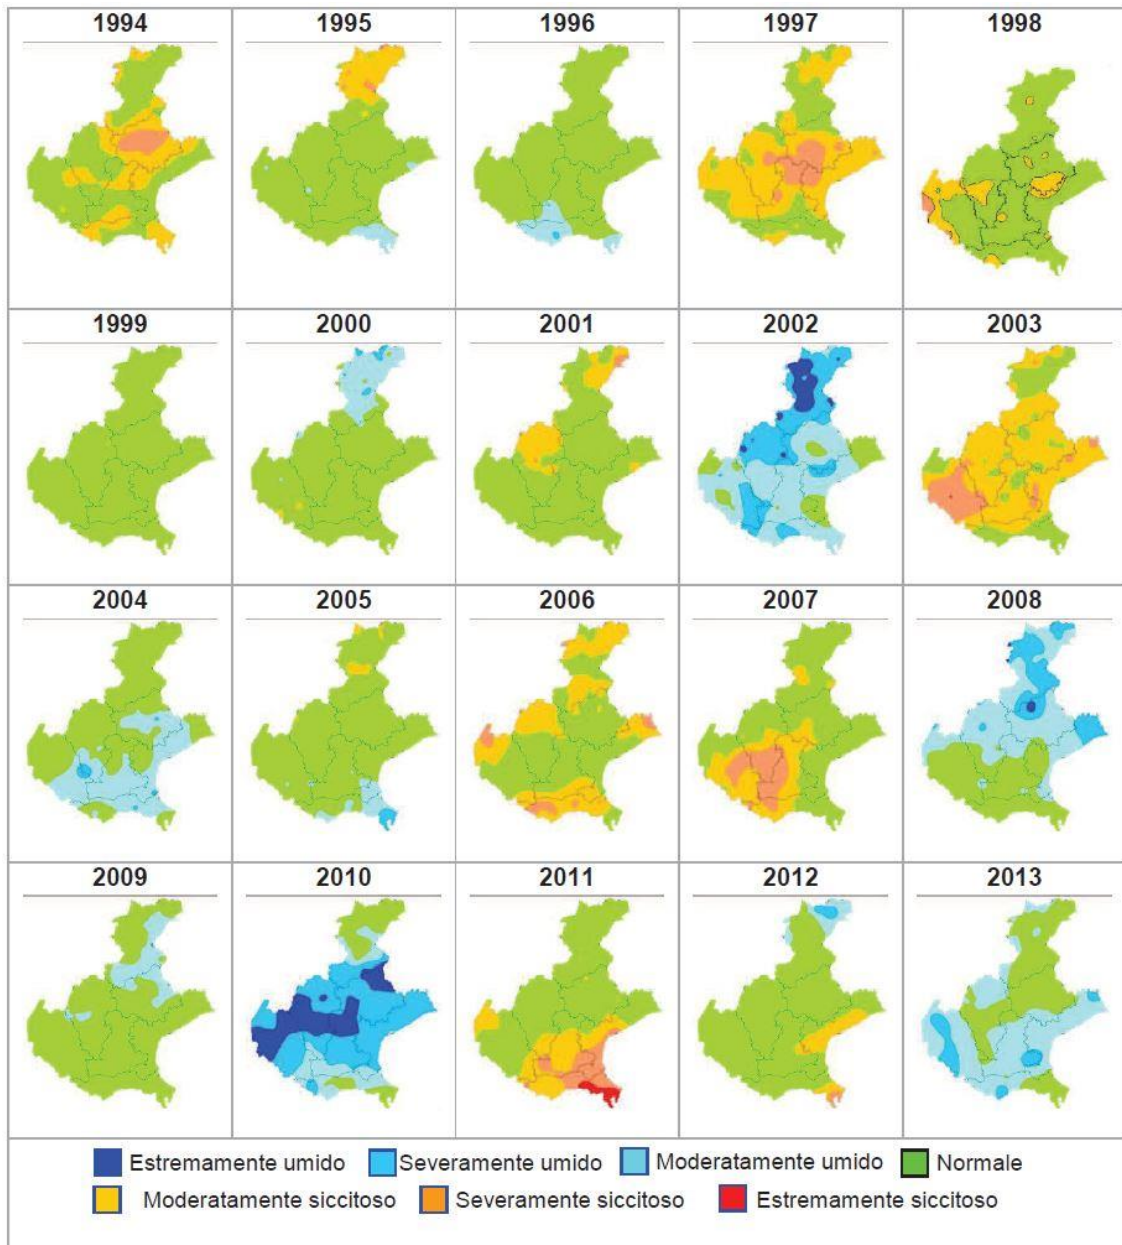 1994 1995 1996 1997 1998
1999 2000 2001 2002 2003
2004 2005 2006 2007 2008
2009 2010 2011 2012 2013
Estremamente umido Severamente umido Moderatamente umido Normale
Moderatamente siccitoso Severamente siccitoso Estremamente siccitoso